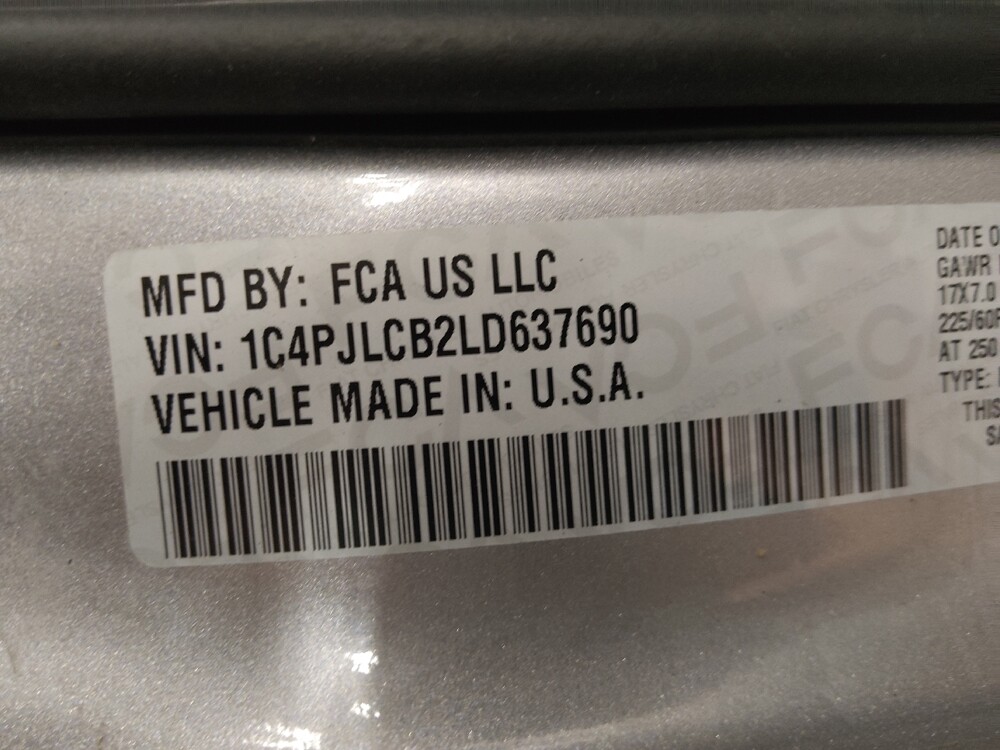 MFD BY: FCA US LLC
VIN: 1C4PJLCB2LD637690
VEHICLE MADE IN: U.S.A.
DATE O
GAWR
17X7.0
225/60R
AT 250
TYPE:
THIS